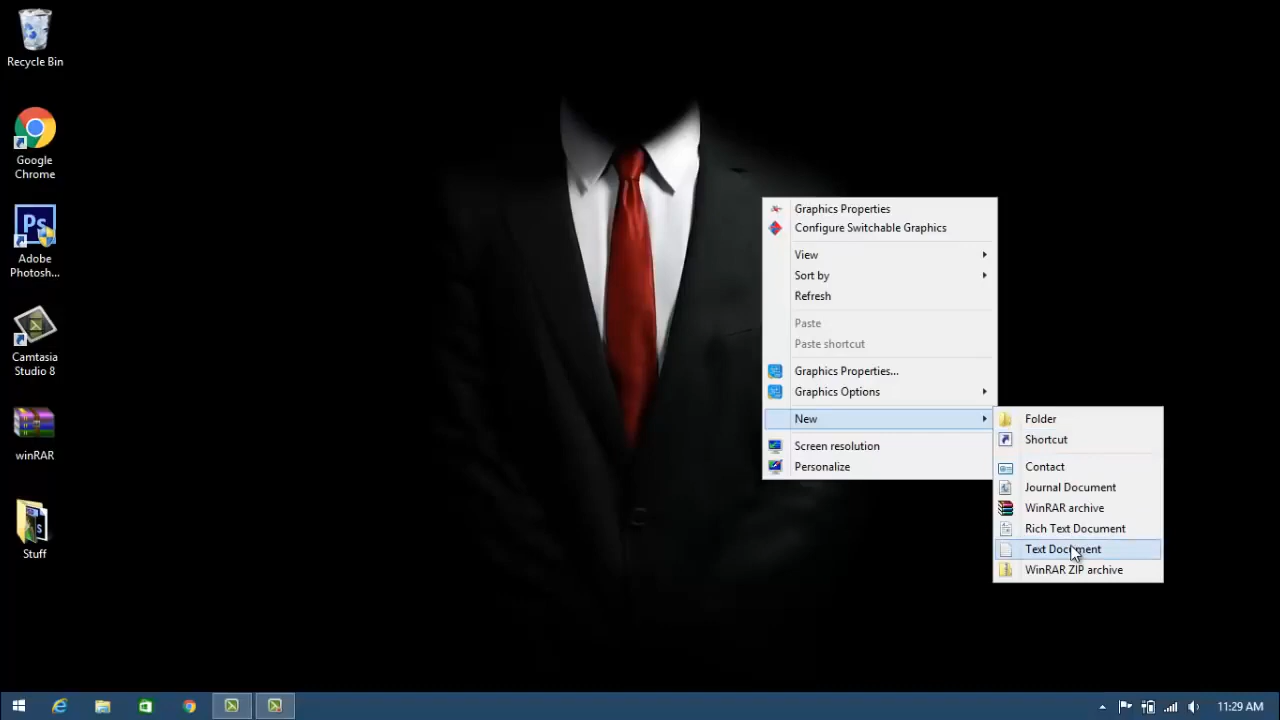 Recycle Bin
Google
Chrome
Ps
Adobe
Photosh...
Camtasia
Studio 8
winRAR
Stuff
Graphics Properties
Configure Switchable Graphics
View
Sort by
Refresh
Paste
Paste shortcut
Graphics Properties...
Graphics Options
New
Screen resolution
Personalize
Folder
Shortcut
Contact
Journal Document
WinRAR archive
Rich Text Document
Text Document
WinRAR ZIP archive
11:29 AM